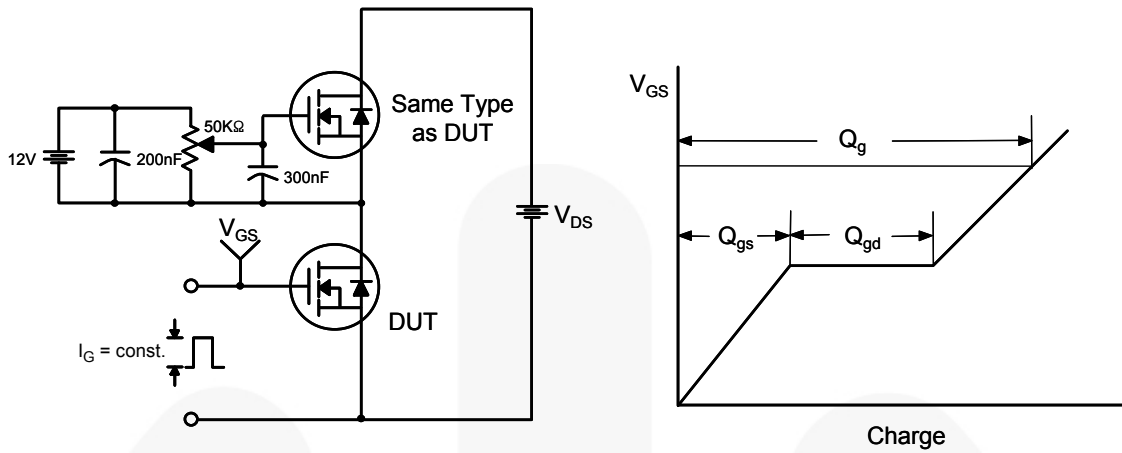 Same Type
as DUT
50KΩ
12V
200nF
300nF
V_GS
V_DS
DUT
I_G = const.
V_GS
Q_g
Q_gs
Q_gd
Charge